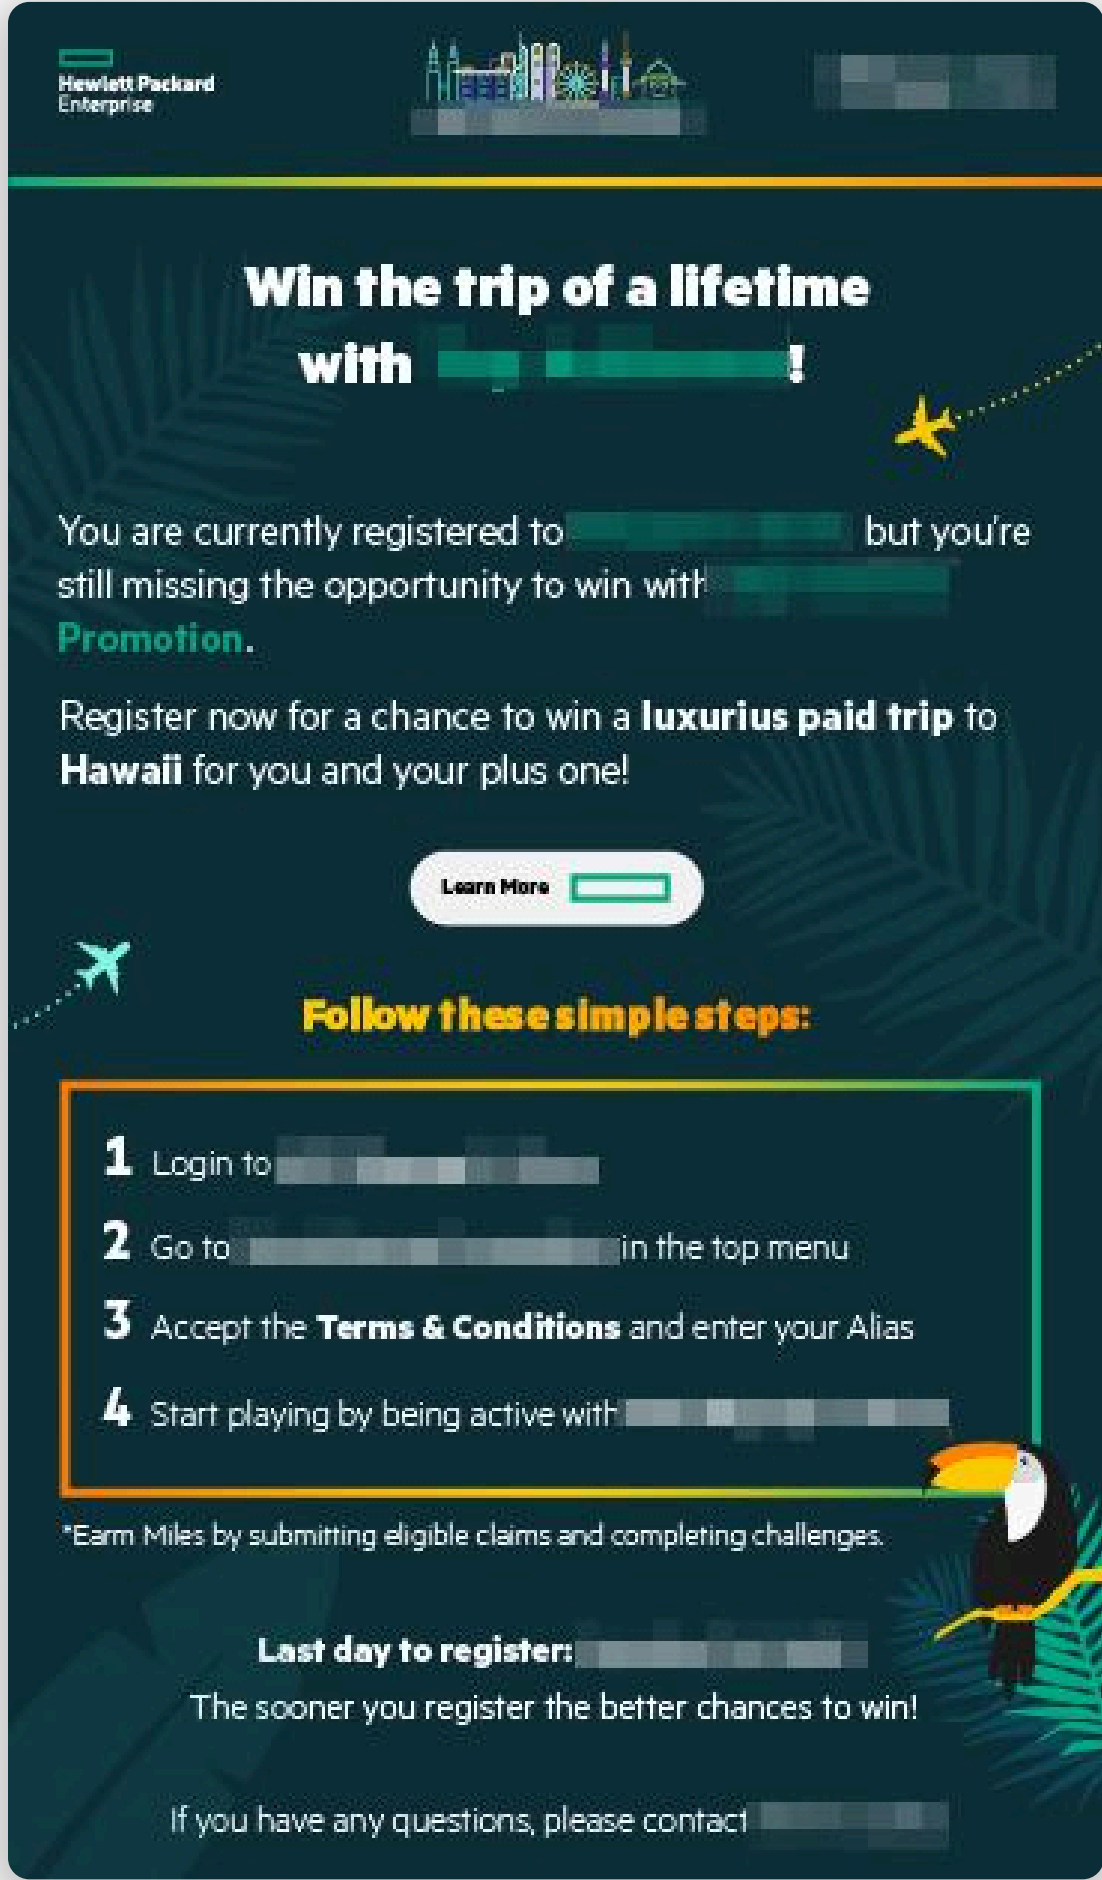 Hewlett Packard
Enterprise
Win the trip of a lifetime
with !
You are currently registered to but you're
still missing the opportunity to win with
Promotion.
Register now for a chance to win a luxurius paid trip to
Hawaii for you and your plus one!
Learn More
Follow these simple steps:
1 Login to
2 Go to in the top menu
3 Accept the Terms & Conditions and enter your Alias
4 Start playing by being active with
*Earn Miles by submitting eligible claims and completing challenges.
Last day to register:
The sooner you register the better chances to win!
If you have any questions, please contact